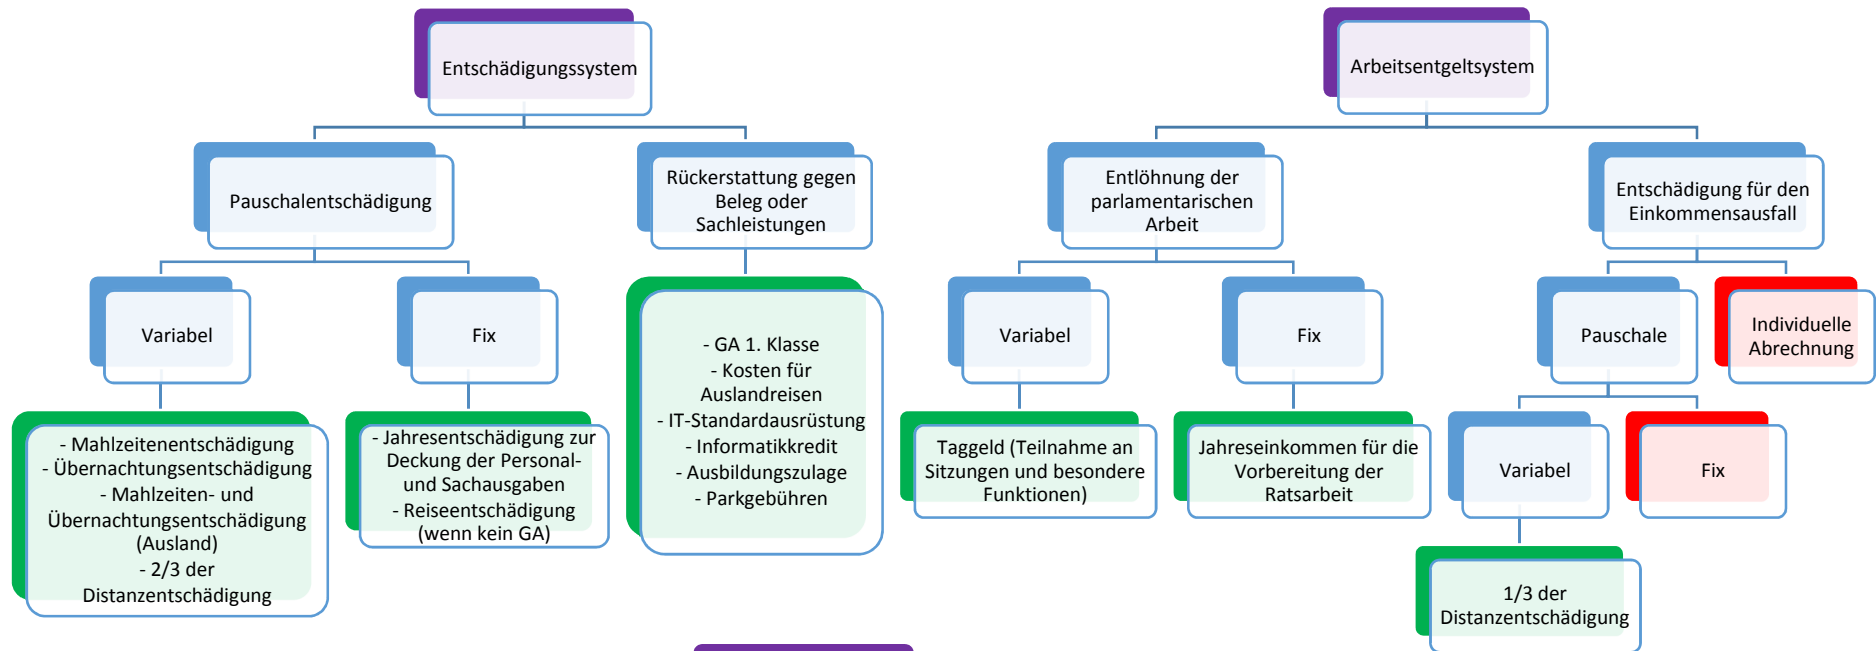 Entschädigungssystem
Arbeitsentgeltsystem
Pauschalentschädigung
Rückerstattung gegen
Beleg oder
Sachleistungen
Entlöhnung der
parlamentarischen
Arbeit
Entschädigung für den
Einkommensausfall
Variabel
Fix
- GA 1. Klasse
- Kosten für
Auslandreisen
- IT-Standardausrüstung
- Informatikkredit
- Ausbildungszulage
- Parkgebühren
Variabel
Fix
Pauschale
Individuelle
Abrechnung
- Mahlzeitenentschädigung
- Übernachtungsentschädigung
- Mahlzeiten- und
Übernachtungsentschädigung
(Ausland)
- 2/3 der
Distanzentschädigung
- Jahresentschädigung zur
Deckung der Personal-
und Sachausgaben
- Reiseentschädigung
(wenn kein GA)
Taggeld (Teilnahme an
Sitzungen und besondere
Funktionen)
Jahreseinkommen für die
Vorbereitung der
Ratsarbeit
Variabel
Fix
1/3 der
Distanzentschädigung